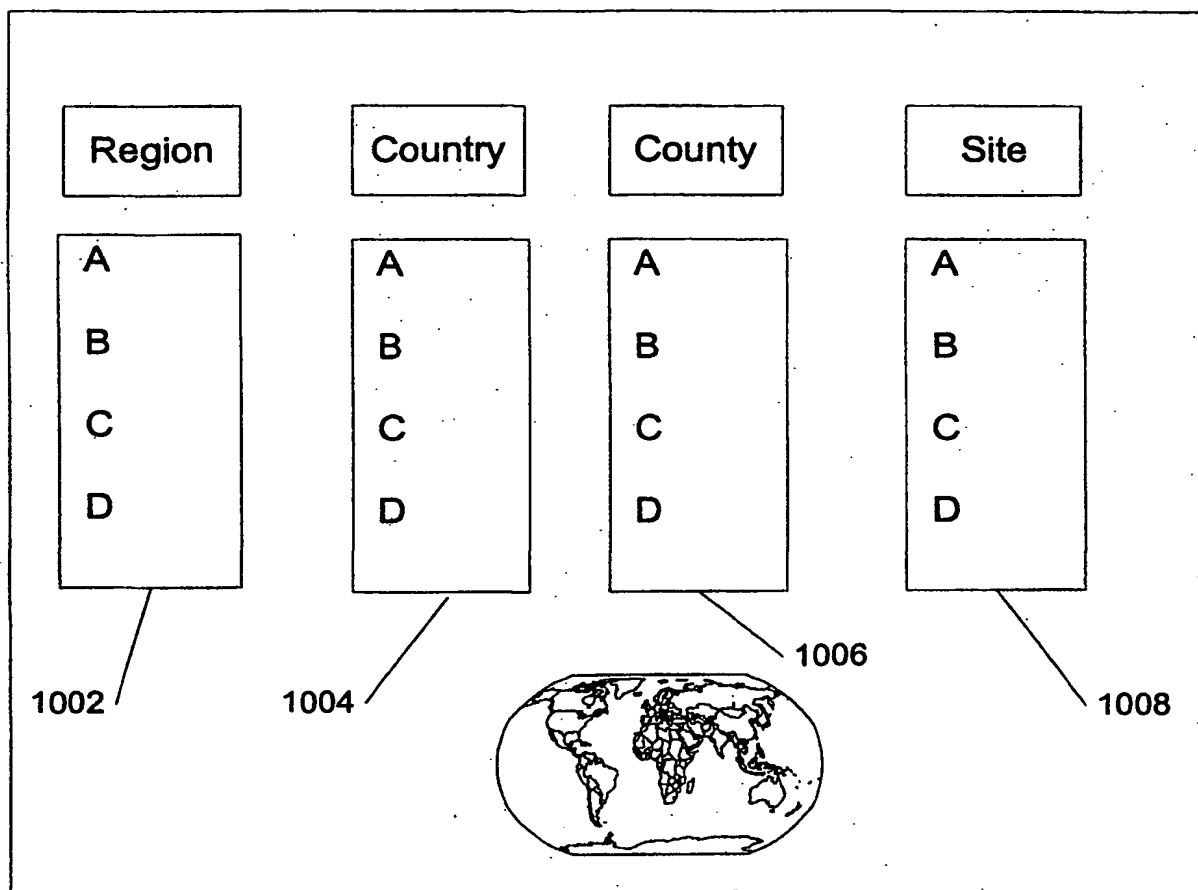 Region Country County Site
A A A A
B B B B
C C C C
D D D D
1006
1002 1004 1008